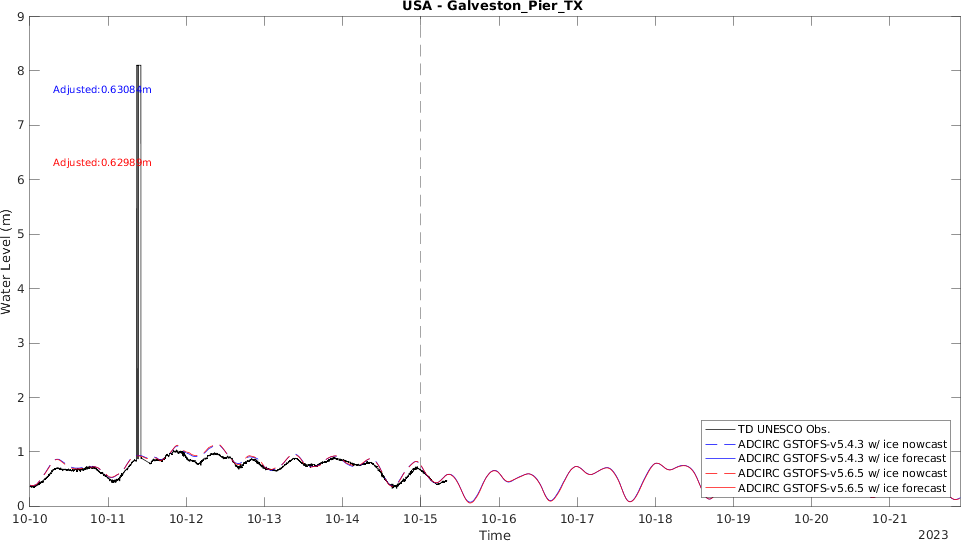 USA - Galveston_Pier_TX
9
8
7
6
5
4
3
2
1
0
Water Level (m)
Adjusted:0.63084m
Adjusted:0.62989m
TD UNESCO Obs.
ADCIRC GSTOFS-v5.4.3 w/ ice nowcast
ADCIRC GSTOFS-v5.4.3 w/ ice forecast
ADCIRC GSTOFS-v5.6.5 w/ ice nowcast
ADCIRC GSTOFS-v5.6.5 w/ ice forecast
10-10 10-11 10-12 10-13 10-14 10-15 10-16 10-17 10-18 10-19 10-20 10-21
Time
2023